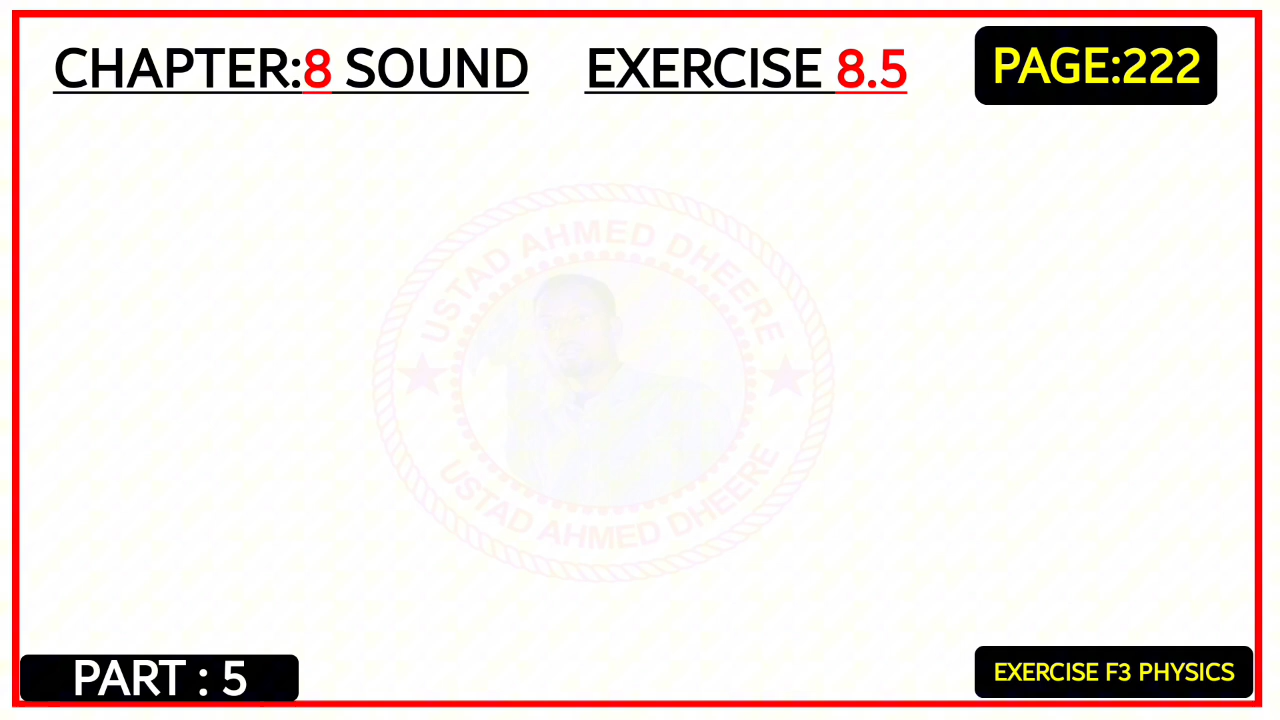 CHAPTER:8 SOUND EXERCISE 8.5 PAGE:222
USTAD AHMED DHEERE
USTAD AHMED DHEERE
PART : 5
EXERCISE F3 PHYSICS